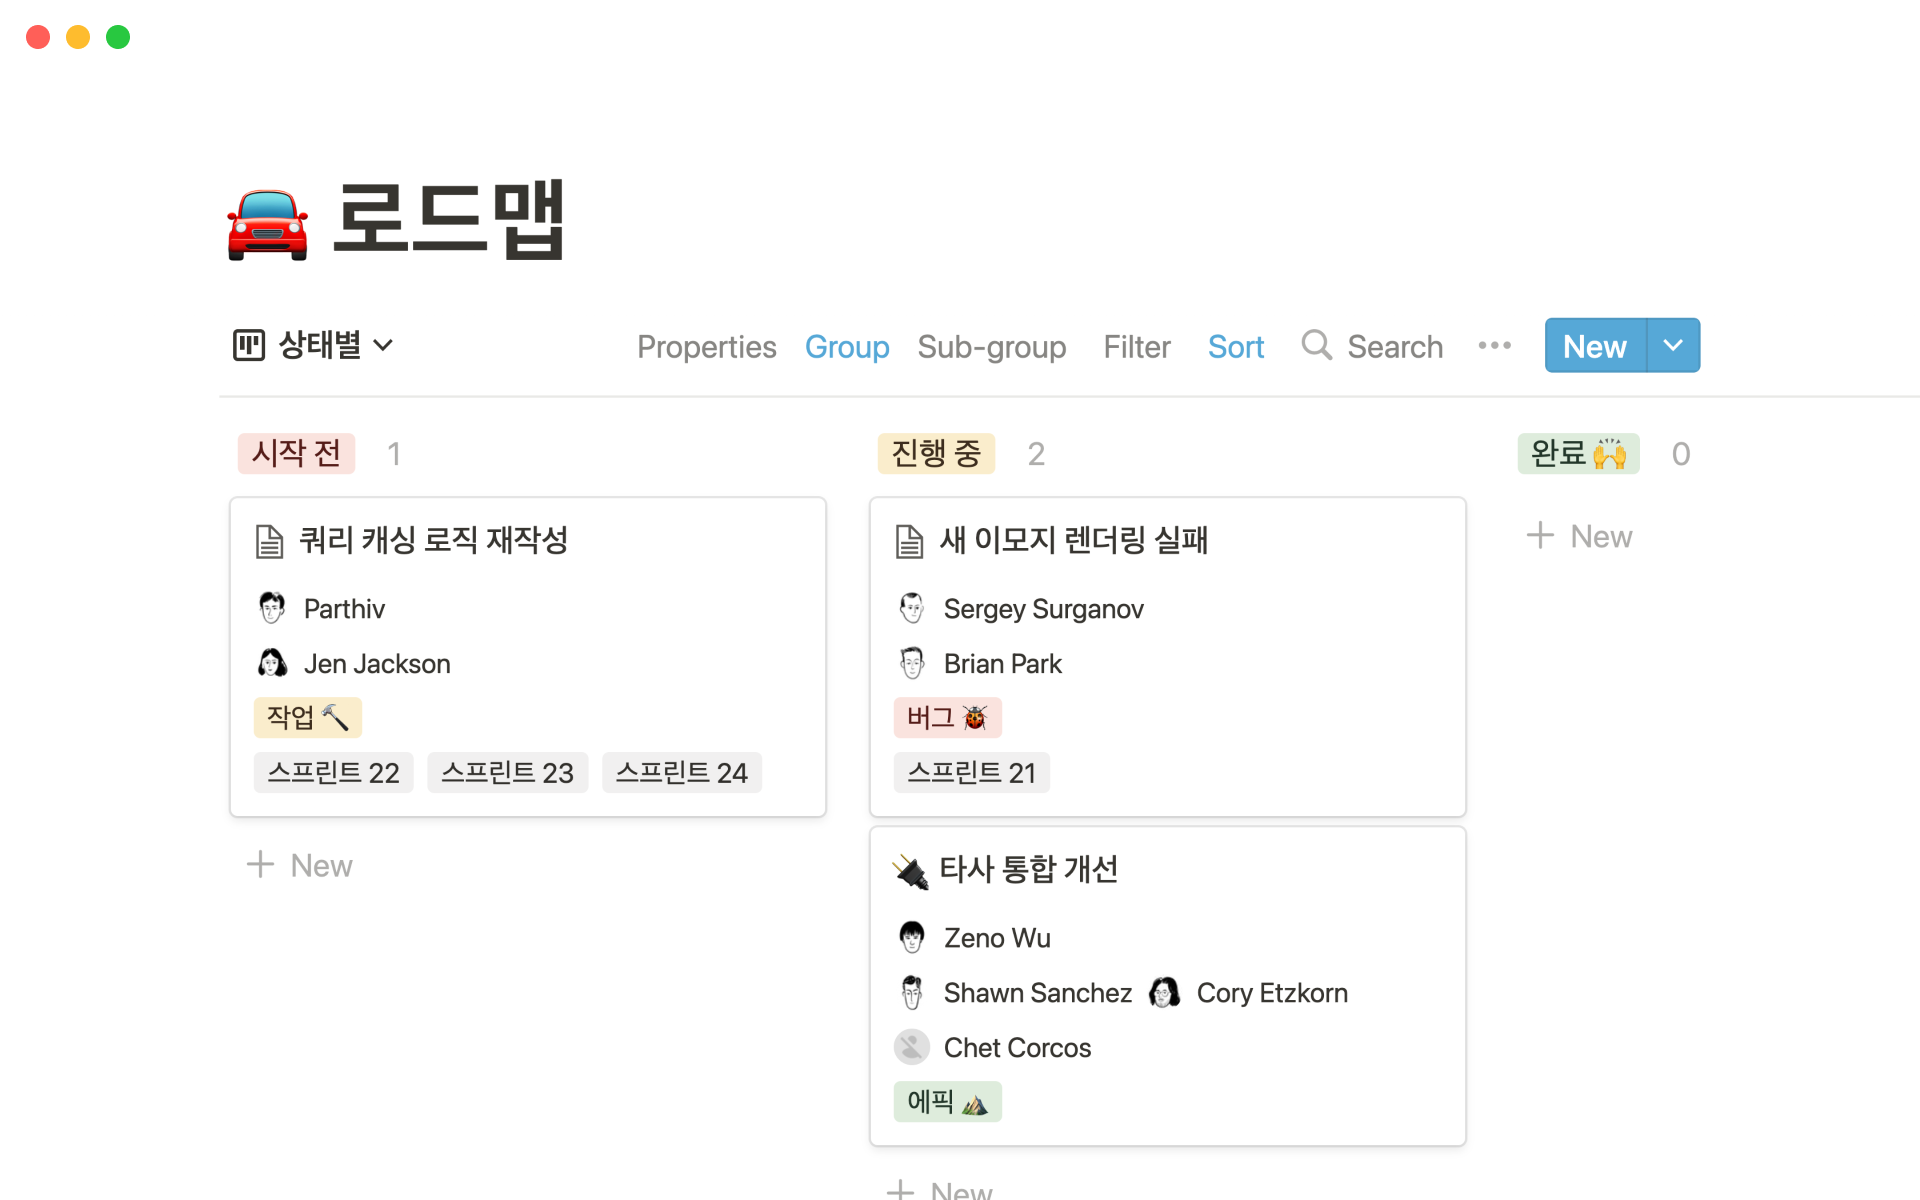 🚘 로드맵
상태별 Properties Group Sub-group Filter Sort Search ••• New
시작 전 1
쿼리 캐싱 로직 재작성
Parthiv
Jen Jackson
작업 🔨
스프린트 22 스프린트 23 스프린트 24
+ New
진행 중 2
새 이모지 렌더링 실패
Sergey Surganov
Brian Park
버그 🐞
스프린트 21
🔌 타사 통합 개선
Zeno Wu
Shawn Sanchez Cory Etzkorn
Chet Corcos
에픽 ⛰️
+ New
완료 🙌 0
+ New